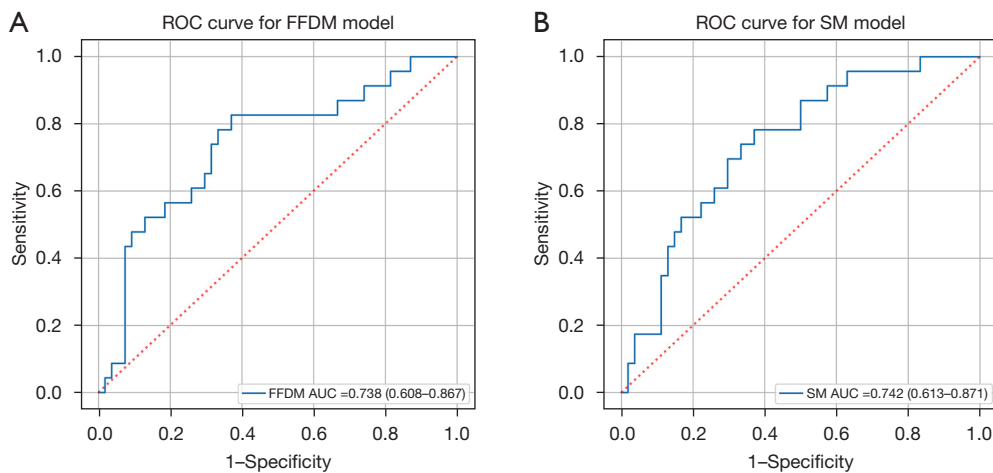 A
ROC curve for FFDM model
1.0
0.8
0.6
0.4
0.2
0.0
Sensitivity
FFDM AUC =0.738 (0.608–0.867)
0.0 0.2 0.4 0.6 0.8 1.0
1–Specificity
B
ROC curve for SM model
1.0
0.8
0.6
0.4
0.2
0.0
Sensitivity
SM AUC =0.742 (0.613–0.871)
0.0 0.2 0.4 0.6 0.8 1.0
1–Specificity